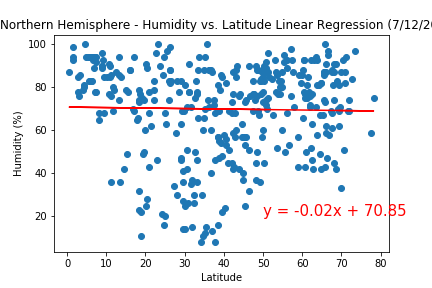 Northern Hemisphere - Humidity vs. Latitude Linear Regression (7/12/20
100
80
60
40
20
Humidity (%)
y = -0.02x + 70.85
0 10 20 30 40 50 60 70 80
Latitude